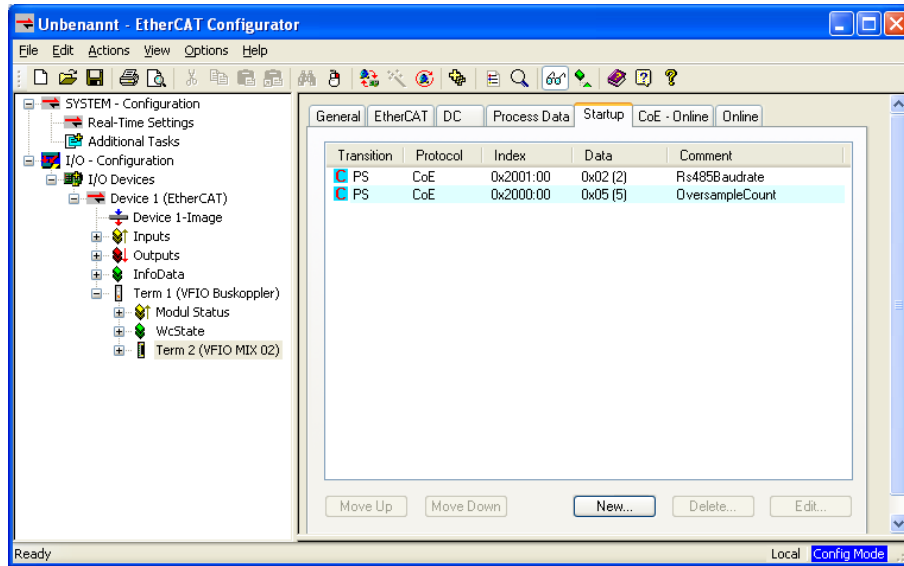 Unbenannt - EtherCAT Configurator
File Edit Actions View Options Help
SYSTEM - Configuration
Real-Time Settings
Additional Tasks
I/O - Configuration
I/O Devices
Device 1 (EtherCAT)
Device 1-Image
Inputs
Outputs
InfoData
Term 1 (VFIO Buskoppler)
Modul Status
WcState
Term 2 (VFIO MIX 02)
General EtherCAT DC Process Data Startup CoE - Online Online
Transition Protocol Index Data Comment
C PS CoE 0x2001:00 0x02 (2) Rs485Baudrate
C PS CoE 0x2000:00 0x05 (5) OversampleCount
Move Up Move Down New... Delete... Edit...
Ready Local Config Mode